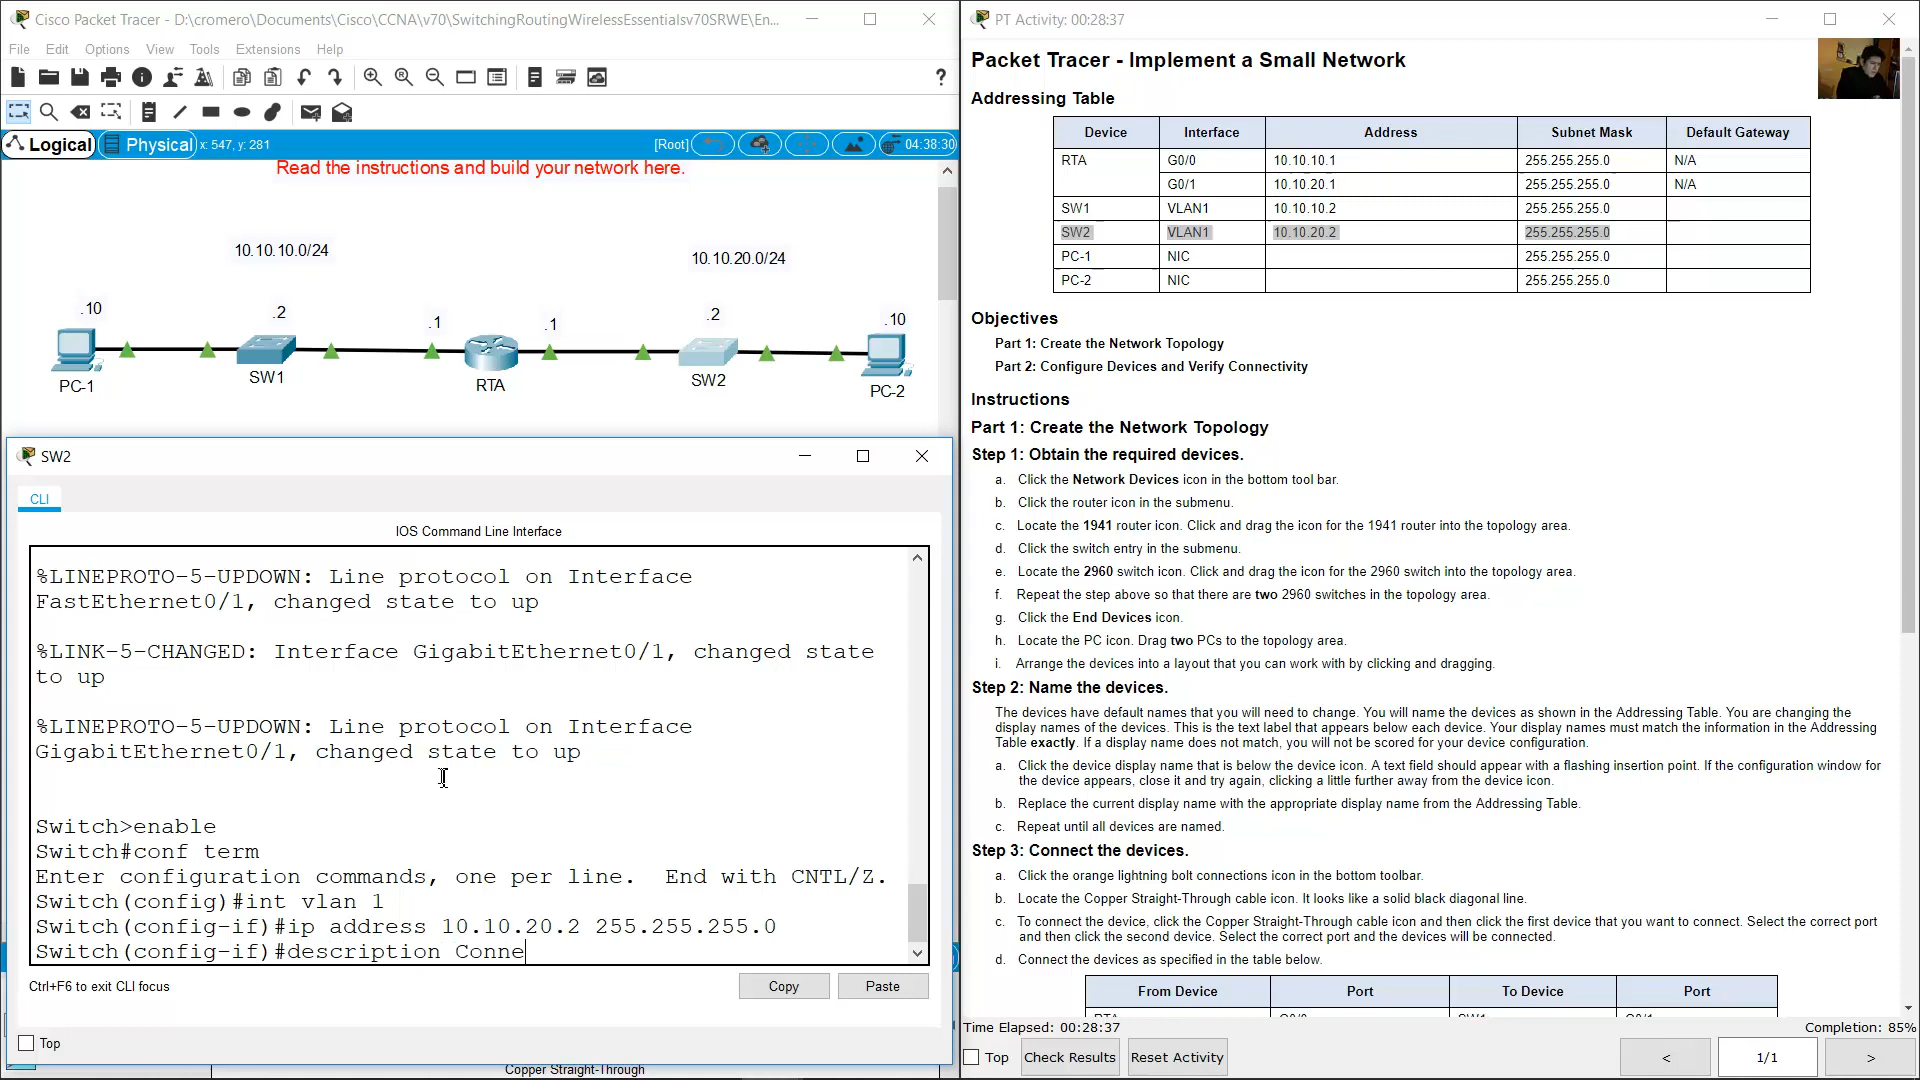 Cisco Packet Tracer - D:\cromero\Documents\Cisco\CCNA\v70\SwitchingRoutingWirelessEssentialsv70SRWE\En...
File Edit Options View Tools Extensions Help
?
Logical Physical x: 547, y: 281 [Root] 04:38:30
Read the instructions and build your network here.
10.10.10.0/24
10.10.20.0/24
.10 .2 .1 .1 .2 .10
PC-1 SW1 RTA SW2 PC-2
SW2
CLI
IOS Command Line Interface
%LINEPROTO-5-UPDOWN: Line protocol on Interface
FastEthernet0/1, changed state to up
%LINK-5-CHANGED: Interface GigabitEthernet0/1, changed state
to up
%LINEPROTO-5-UPDOWN: Line protocol on Interface
GigabitEthernet0/1, changed state to up
Switch>enable
Switch#conf term
Enter configuration commands, one per line. End with CNTL/Z.
Switch(config)#int vlan 1
Switch(config-if)#ip address 10.10.20.2 255.255.255.0
Switch(config-if)#description Conne
Ctrl+F6 to exit CLI focus
Copy Paste
Top
Copper Straight-Through
PT Activity: 00:28:37
Packet Tracer - Implement a Small Network
Addressing Table
Device Interface Address Subnet Mask Default Gateway
RTA G0/0 10.10.10.1 255.255.255.0 N/A
G0/1 10.10.20.1 255.255.255.0 N/A
SW1 VLAN1 10.10.10.2 255.255.255.0
SW2 VLAN1 10.10.20.2 255.255.255.0
PC-1 NIC 255.255.255.0
PC-2 NIC 255.255.255.0
Objectives
Part 1: Create the Network Topology
Part 2: Configure Devices and Verify Connectivity
Instructions
Part 1: Create the Network Topology
Step 1: Obtain the required devices.
a. Click the Network Devices icon in the bottom tool bar.
b. Click the router icon in the submenu.
c. Locate the 1941 router icon. Click and drag the icon for the 1941 router into the topology area.
d. Click the switch entry in the submenu.
e. Locate the 2960 switch icon. Click and drag the icon for the 2960 switch into the topology area.
f. Repeat the step above so that there are two 2960 switches in the topology area.
g. Click the End Devices icon.
h. Locate the PC icon. Drag two PCs to the topology area.
i. Arrange the devices into a layout that you can work with by clicking and dragging.
Step 2: Name the devices.
The devices have default names that you will need to change. You will name the devices as shown in the Addressing Table. You are changing the
display names of the devices. This is the text label that appears below each device. Your display names must match the information in the Addressing
Table exactly. If a display name does not match, you will not be scored for your device configuration.
a. Click the device display name that is below the device icon. A text field should appear with a flashing insertion point. If the configuration window for
the device appears, close it and try again, clicking a little further away from the device icon.
b. Replace the current display name with the appropriate display name from the Addressing Table.
c. Repeat until all devices are named.
Step 3: Connect the devices.
a. Click the orange lightning bolt connections icon in the bottom toolbar.
b. Locate the Copper Straight-Through cable icon. It looks like a solid black diagonal line.
c. To connect the device, click the Copper Straight-Through cable icon and then click the first device that you want to connect. Select the correct port
and then click the second device. Select the correct port and the devices will be connected.
d. Connect the devices as specified in the table below.
From Device Port To Device Port
Time Elapsed: 00:28:37 Completion: 85%
Top Check Results Reset Activity < 1/1 >